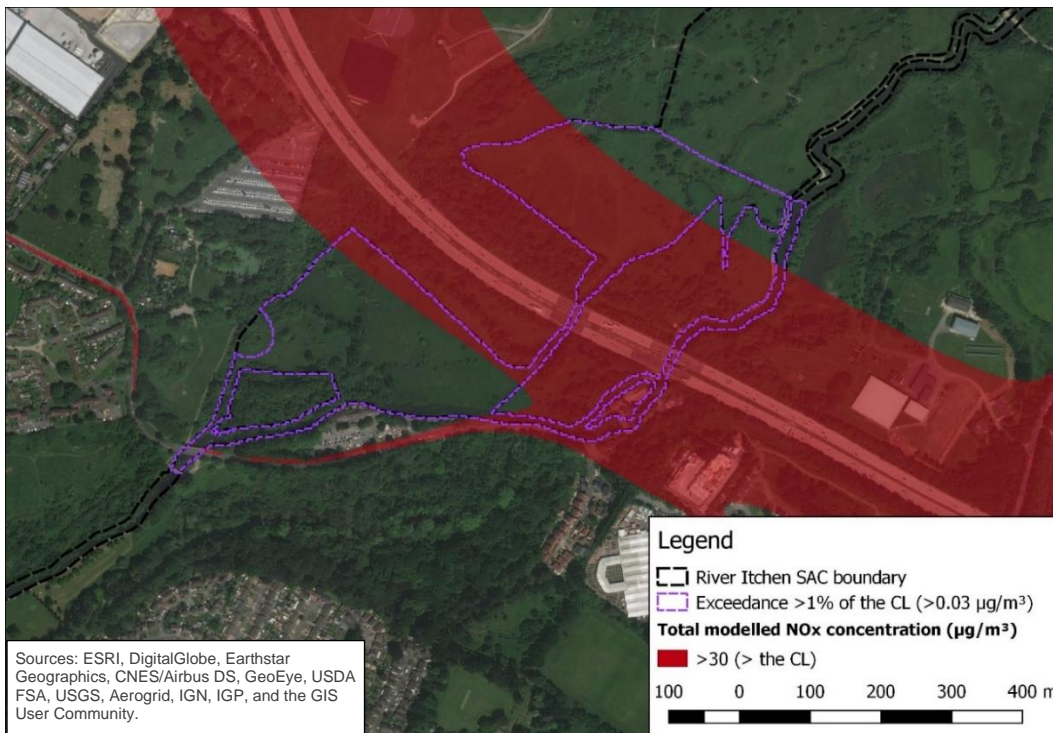 Legend
River Itchen SAC boundary
Exceedance >1% of the CL (>0.03 µg/m³)
Total modelled NOx concentration (µg/m³)
>30 (> the CL)
100 0 100 200 300 400 m
Sources: ESRI, DigitalGlobe, Earthstar
Geographics, CNES/Airbus DS, GeoEye, USDA
FSA, USGS, Aerogrid, IGN, IGP, and the GIS
User Community.